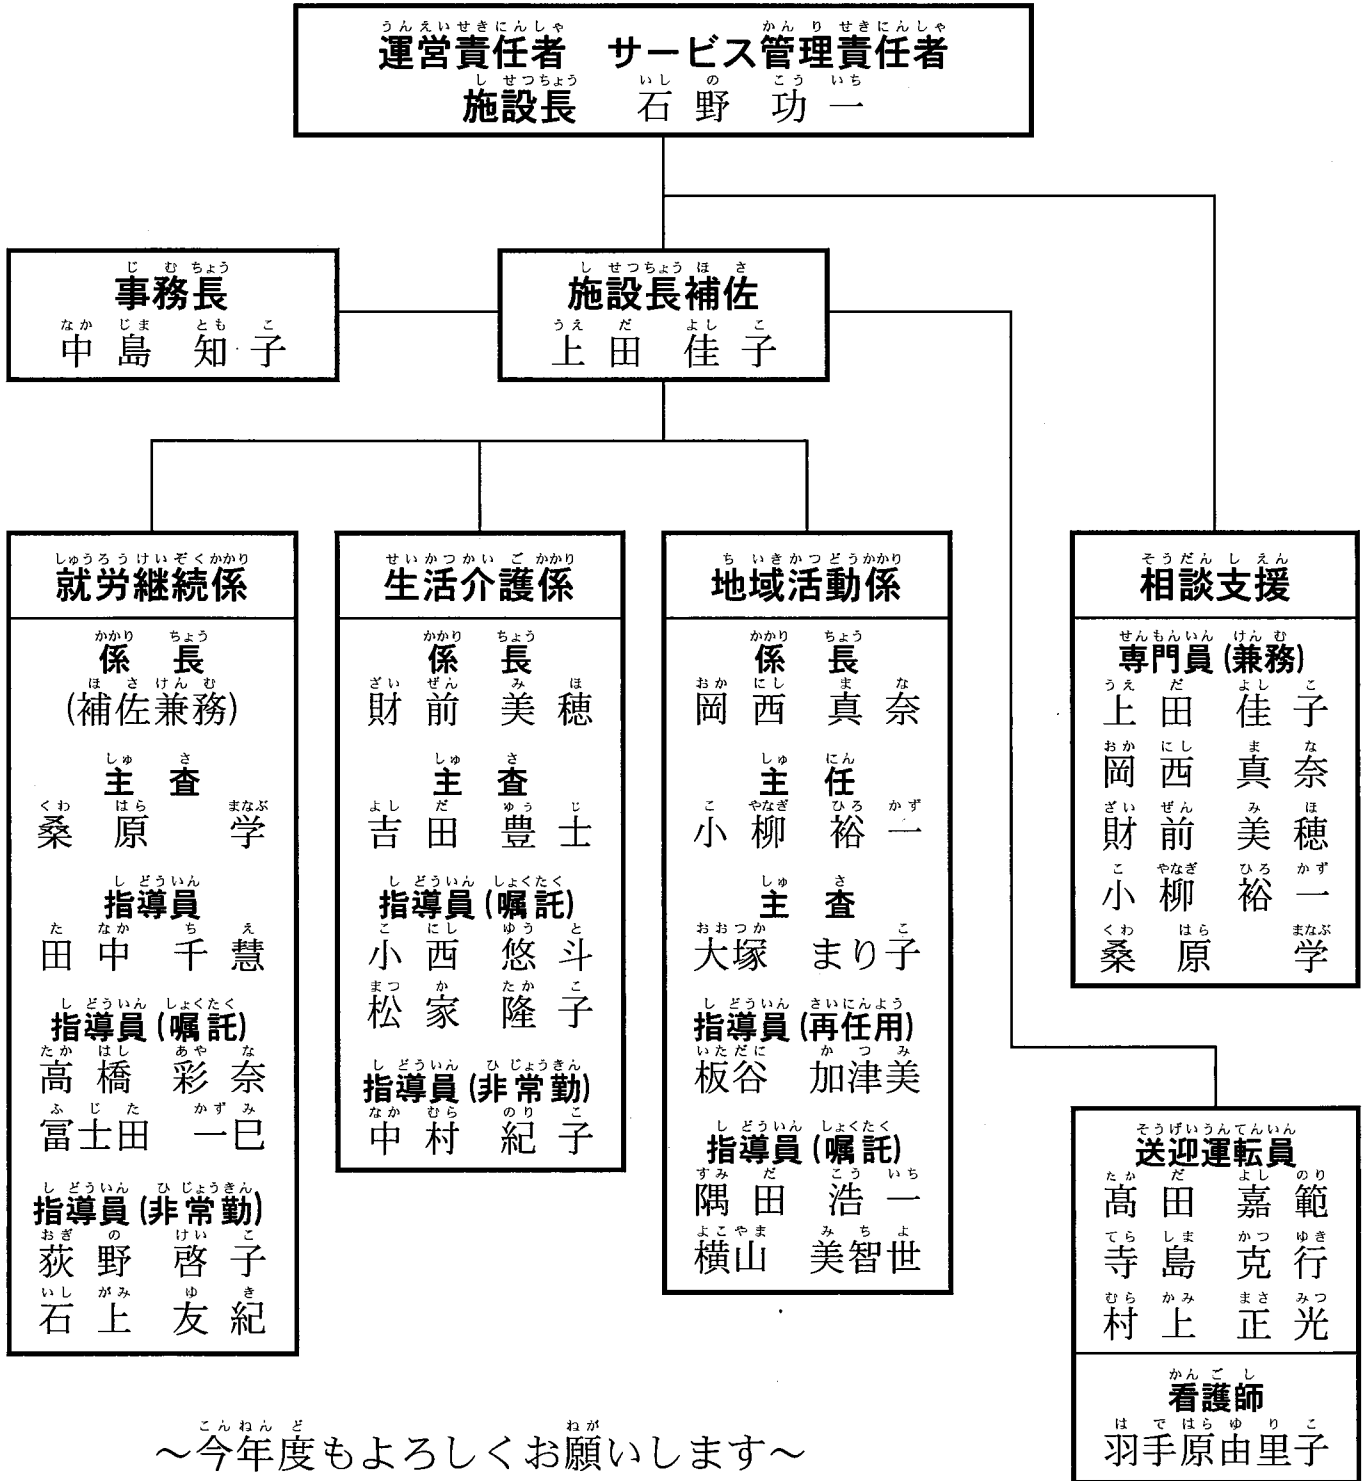 運営責任者　サービス管理責任者
施設長　石野　功一
事務長
中島　知子
施設長補佐
上田　佳子
就労継続係
係長
(補佐兼務)
主査
桑原　学
指導員
田中　千慧
指導員(嘱託)
高橋　彩奈
冨士田　一巳
指導員(非常勤)
荻野　啓子
石上　友紀
生活介護係
係長
財前　美穂
主査
吉田　豊士
指導員(嘱託)
小西　悠斗
松家　隆子
指導員(非常勤)
中村　紀子
地域活動係
係長
岡西　真奈
主任
小柳　裕一
主査
大塚　まり子
指導員(再任用)
板谷　加津美
指導員(嘱託)
隅田　浩一
横山　美智世
相談支援
専門員(兼務)
上田　佳子
岡西　真奈
財前　美穂
小柳　裕一
桑原　学
送迎運転員
髙田　嘉範
寺島　克行
村上　正光
看護師
羽手原由里子
～今年度もよろしくお願いします～